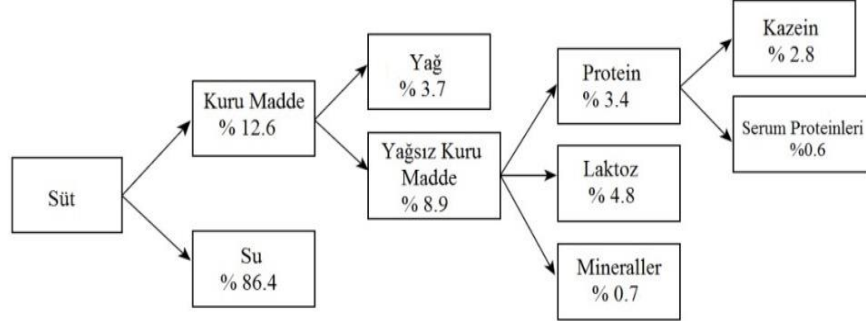 Süt
Kuru Madde
% 12.6
Su
% 86.4
Yağ
% 3.7
Yağsız Kuru
Madde
% 8.9
Protein
% 3.4
Laktoz
% 4.8
Mineraller
% 0.7
Kazein
% 2.8
Serum Proteinleri
%0.6